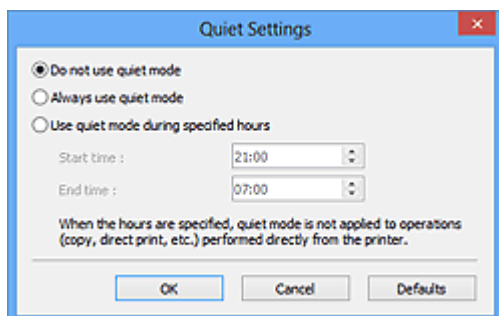 Quiet Settings
Do not use quiet mode
Always use quiet mode
Use quiet mode during specified hours
Start time : 21:00
End time : 07:00
When the hours are specified, quiet mode is not applied to operations
(copy, direct print, etc.) performed directly from the printer.
OK Cancel Defaults